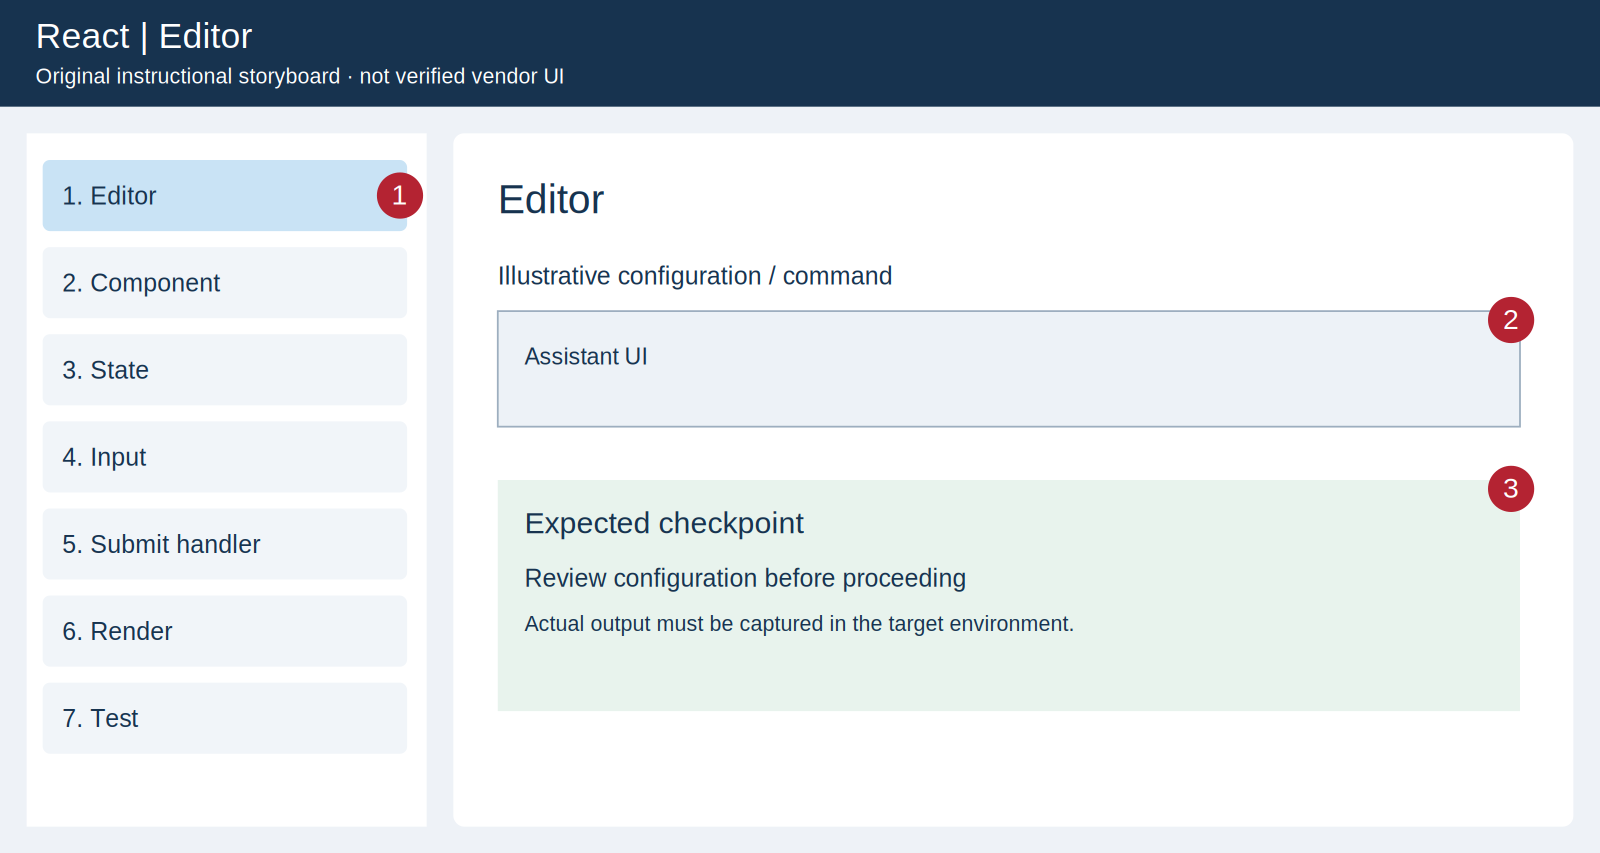 React | Editor
Original instructional storyboard · not verified vendor UI
1. Editor
1
2. Component
3. State
4. Input
5. Submit handler
6. Render
7. Test
Editor
Illustrative configuration / command
2
Assistant UI
3
Expected checkpoint
Review configuration before proceeding
Actual output must be captured in the target environment.